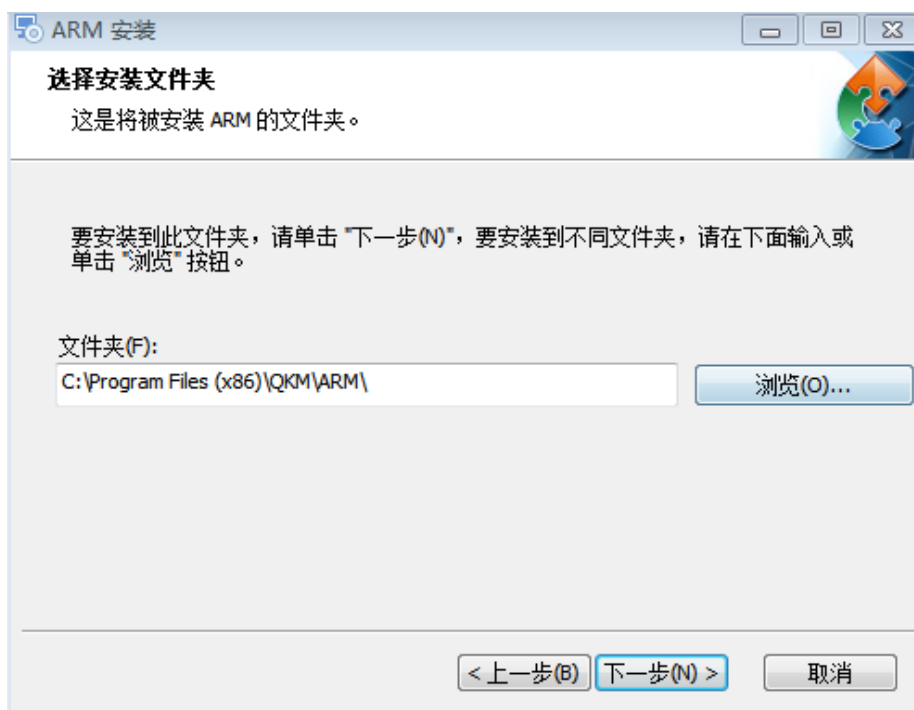 ARM 安装
选择安装文件夹
这是将被安装 ARM 的文件夹。
要安装到此文件夹，请单击 "下一步(N)"，要安装到不同文件夹，请在下面输入或
单击 "浏览" 按钮。
文件夹(F):
C:\Program Files (x86)\QKM\ARM\
浏览(O)...
< 上一步(B) 下一步(N) > 取消